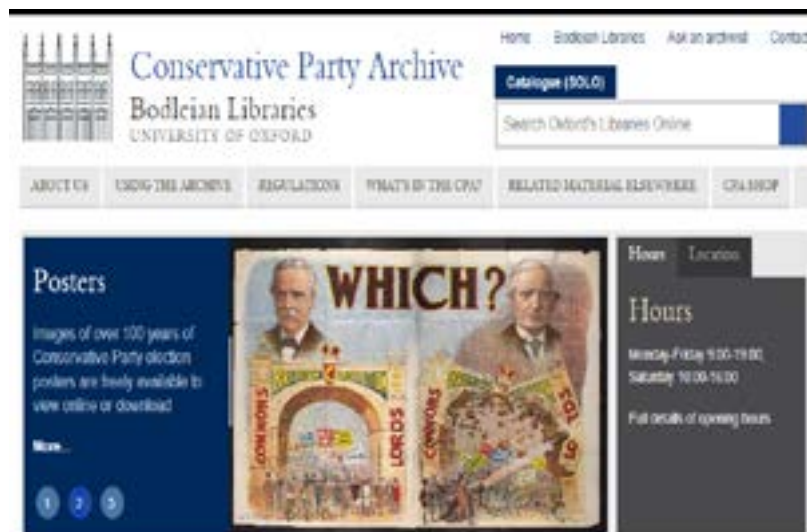 Home Bodleian Libraries Ask an archivist Contact
Conservative Party Archive
Bodleian Libraries
UNIVERSITY OF OXFORD
Catalogue (SOLO)
Search Oxford's Libraries Online
ABOUT US USING THE ARCHIVE REGULATIONS WHAT'S IN THE CPA? RELATED MATERIAL ELSEWHERE CPA SHOP
Posters
Images of over 100 years of
Conservative Party election
posters are freely available to
view online or download
More...
1 2 3
WHICH?
COMMONS
LORDS
COMMONS
Hours Location
Hours
Monday-Friday 9:00-19:00,
Saturday 10:00-16:00
Full details of opening hours